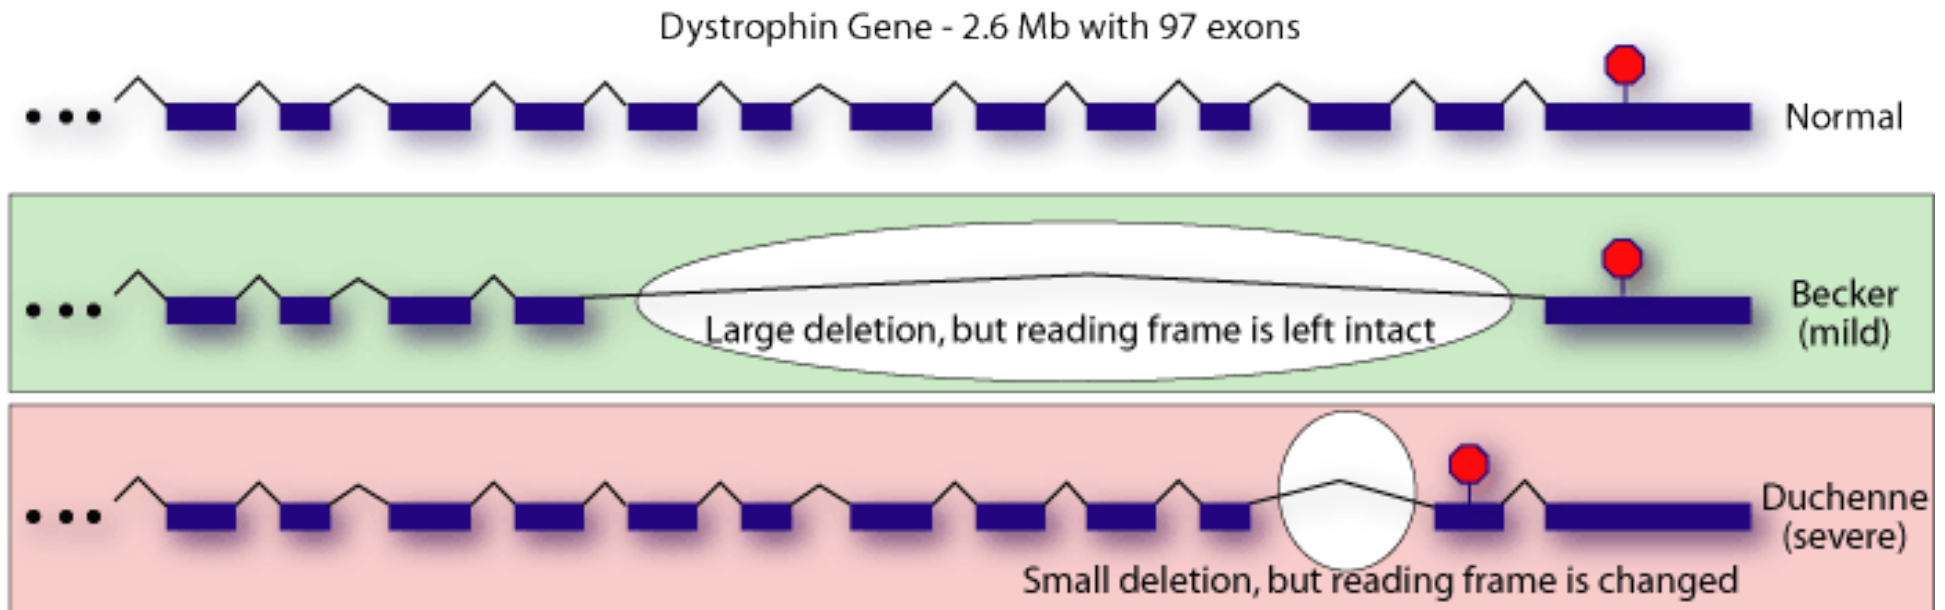 Dystrophin Gene - 2.6 Mb with 97 exons
Normal
Becker
(mild)
Large deletion, but reading frame is left intact
Duchenne
(severe)
Small deletion, but reading frame is changed